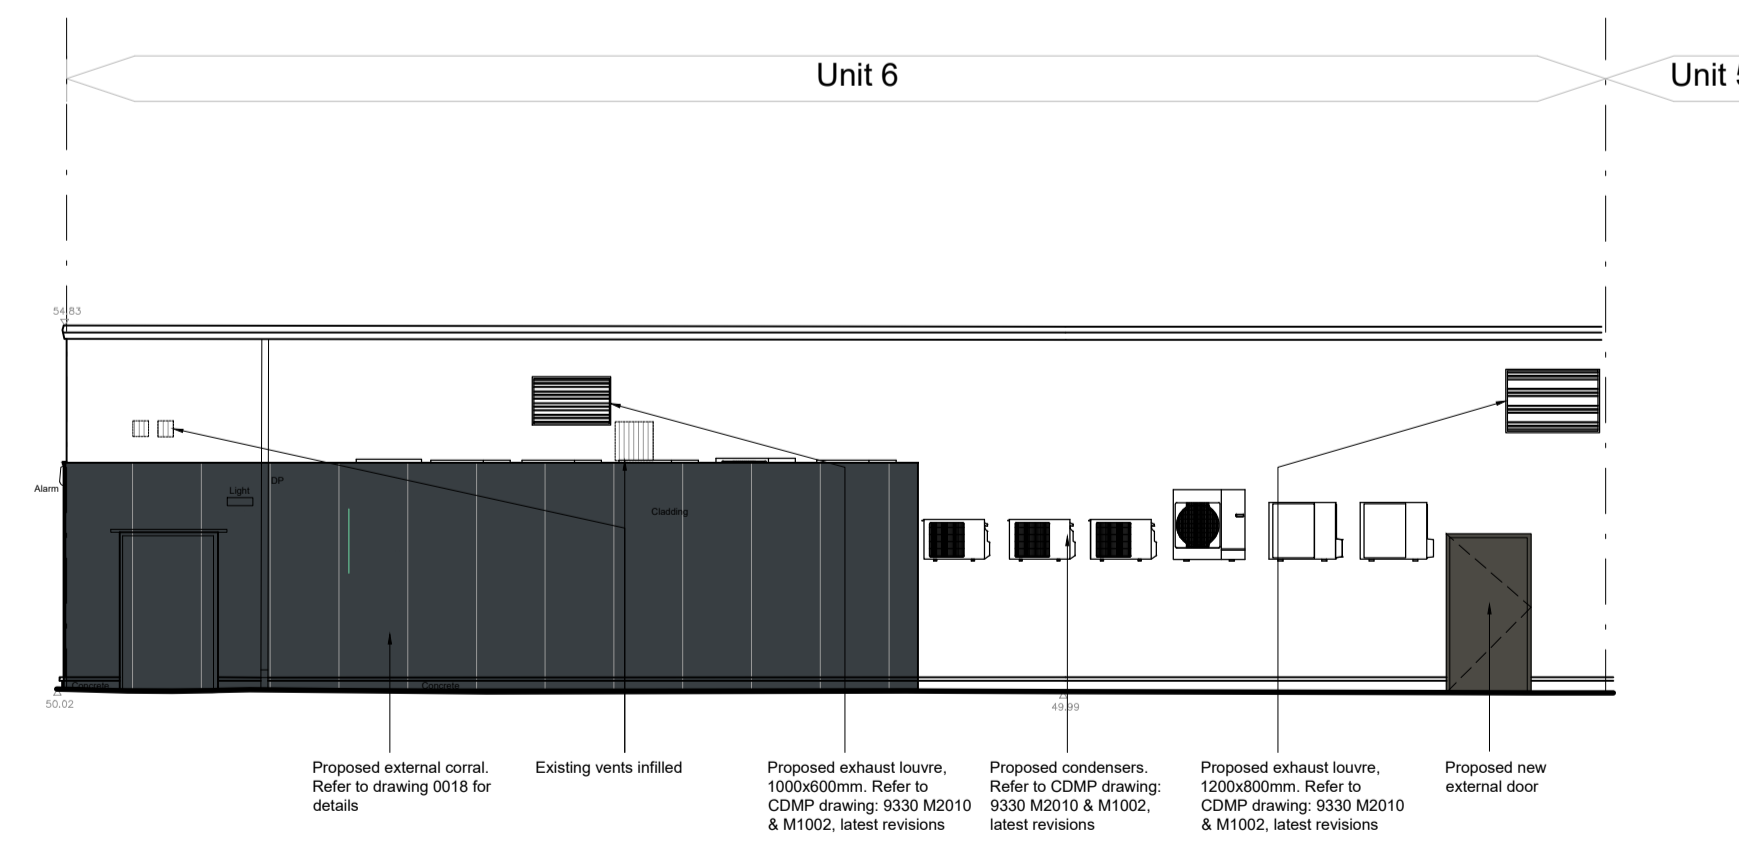 Unit 6
Unit 5
54.83
Alarm
Light
DP
Cladding
Concrete
Concrete
50.02
49.99
Proposed external corral.
Refer to drawing 0018 for
details
Existing vents infilled
Proposed exhaust louvre,
1000x600mm. Refer to
CDMP drawing: 9330 M2010
& M1002, latest revisions
Proposed condensers.
Refer to CDMP drawing:
9330 M2010 & M1002,
latest revisions
Proposed exhaust louvre,
1200x800mm. Refer to
CDMP drawing: 9330 M2010
& M1002, latest revisions
Proposed new
external door